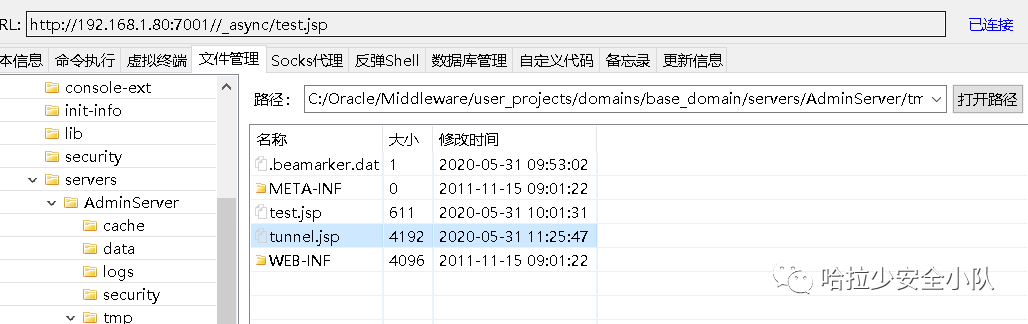 RL: http://192.168.1.80:7001//_async/test.jsp 已连接
本信息 命令执行 虚拟终端 文件管理 Socks代理 反弹Shell 数据库管理 自定义代码 备忘录 更新信息
console-ext
init-info
lib
security
servers
AdminServer
cache
data
logs
security
tmp
路径: C:/Oracle/Middleware/user_projects/domains/base_domain/servers/AdminServer/tm 打开路径
名称 大小 修改时间
.beamarker.dat 1 2020-05-31 09:53:02
META-INF 0 2011-11-15 09:01:22
test.jsp 611 2020-05-31 10:01:31
tunnel.jsp 4192 2020-05-31 11:25:47
WEB-INF 4096 2011-11-15 09:01:22
哈拉少安全小队